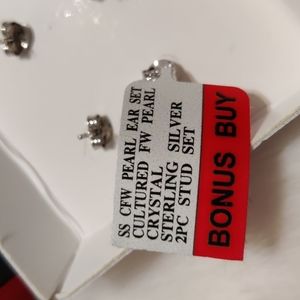 SS CFW PEARL EAR SET
CULTURED FW PEARL
CRYSTAL
STERLING SILVER
2PC STUD SET
BONUS BUY